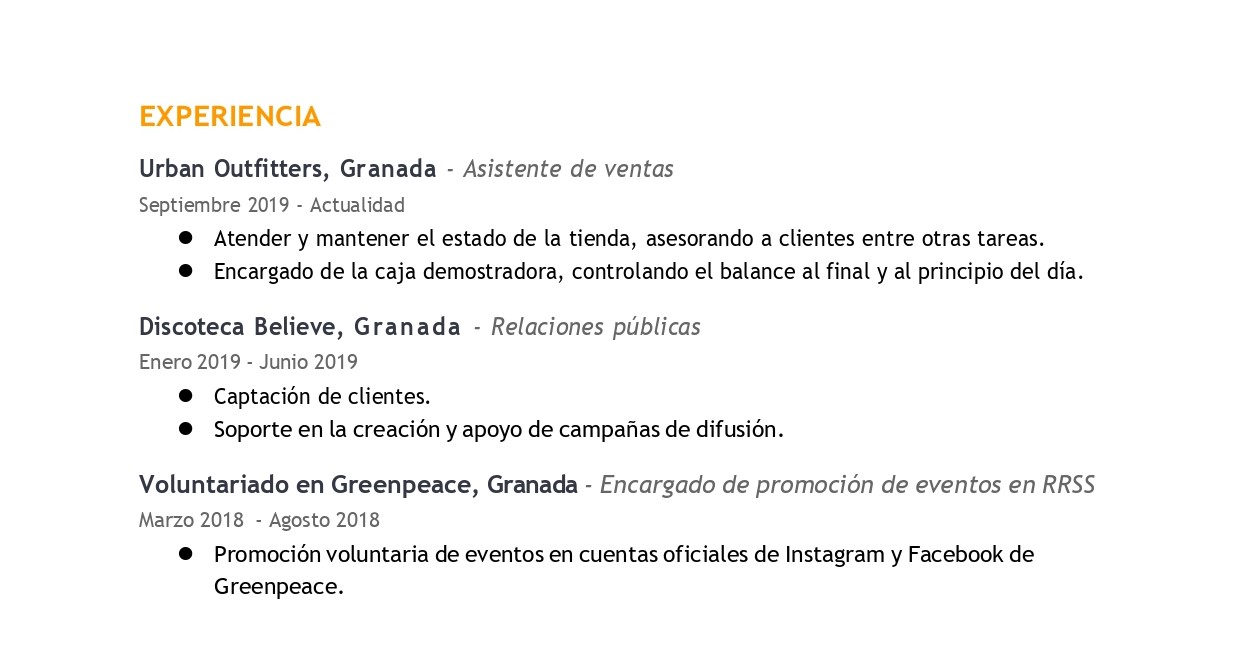 EXPERIENCIA
Urban Outfitters, Granada - Asistente de ventas
Septiembre 2019 - Actualidad
● Atender y mantener el estado de la tienda, asesorando a clientes entre otras tareas.
● Encargado de la caja demostradora, controlando el balance al final y al principio del día.
Discoteca Believe, Granada - Relaciones públicas
Enero 2019 - Junio 2019
● Captación de clientes.
● Soporte en la creación y apoyo de campañas de difusión.
Voluntariado en Greenpeace, Granada - Encargado de promoción de eventos en RRSS
Marzo 2018 - Agosto 2018
● Promoción voluntaria de eventos en cuentas oficiales de Instagram y Facebook de
Greenpeace.